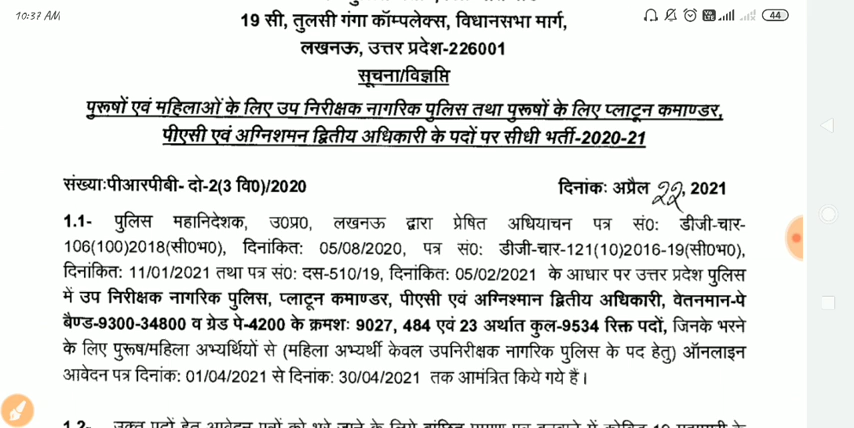 10:37 AM
44
19 सी, तुलसी गंगा कॉम्पलेक्स, विधानसभा मार्ग,
लखनऊ, उत्तर प्रदेश-226001
सूचना/विज्ञप्ति
पुरूषों एवं महिलाओं के लिए उप निरीक्षक नागरिक पुलिस तथा पुरूषों के लिए प्लाटून कमाण्डर,
पीएसी एवं अग्निशमन द्वितीय अधिकारी के पदों पर सीधी भर्ती-2020-21
संख्याःपीआरपीबी- दो-2(3 वि0)/2020 दिनांकः अप्रैल 22, 2021
1.1- पुलिस महानिदेशक, उ0प्र0, लखनऊ द्वारा प्रेषित अधियाचन पत्र सं0: डीजी-चार-
106(100)2018(सी0भ0), दिनांकित: 05/08/2020, पत्र सं0: डीजी-चार-121(10)2016-19(सी0भ0),
दिनांकित: 11/01/2021 तथा पत्र सं0: दस-510/19, दिनांकित: 05/02/2021 के आधार पर उत्तर प्रदेश पुलिस
में उप निरीक्षक नागरिक पुलिस, प्लाटून कमाण्डर, पीएसी एवं अग्निश्मान द्वितीय अधिकारी, वेतनमान-पे
बैण्ड-9300-34800 व ग्रेड पे-4200 के क्रमशः 9027, 484 एवं 23 अर्थात कुल-9534 रिक्त पदों, जिनके भरने
के लिए पुरूष/महिला अभ्यर्थियों से (महिला अभ्यर्थी केवल उपनिरीक्षक नागरिक पुलिस के पद हेतु) ऑनलाइन
आवेदन पत्र दिनांक: 01/04/2021 से दिनांक: 30/04/2021 तक आमंत्रित किये गये हैं।